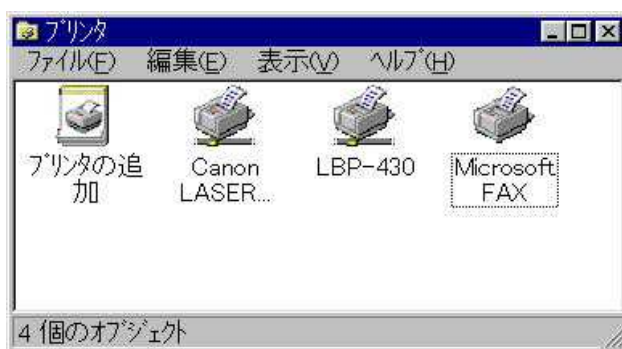 プリンタ
ファイル(F) 編集(E) 表示(V) ヘルプ(H)
プリンタの追
加
Canon
LASER...
LBP-430
Microsoft
FAX
4 個のオブジェクト